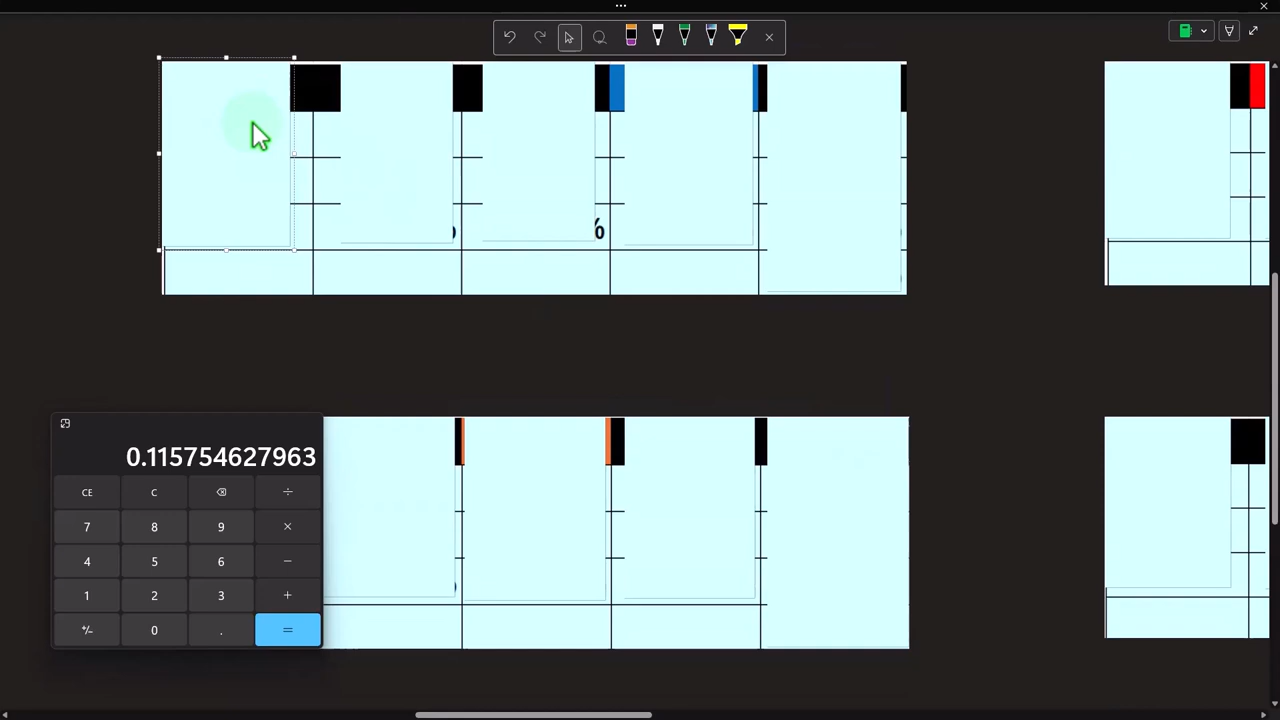 %
0.115754627963
CE C ⌫ ÷
7 8 9 ×
4 5 6 −
1 2 3 +
+/- 0 . =